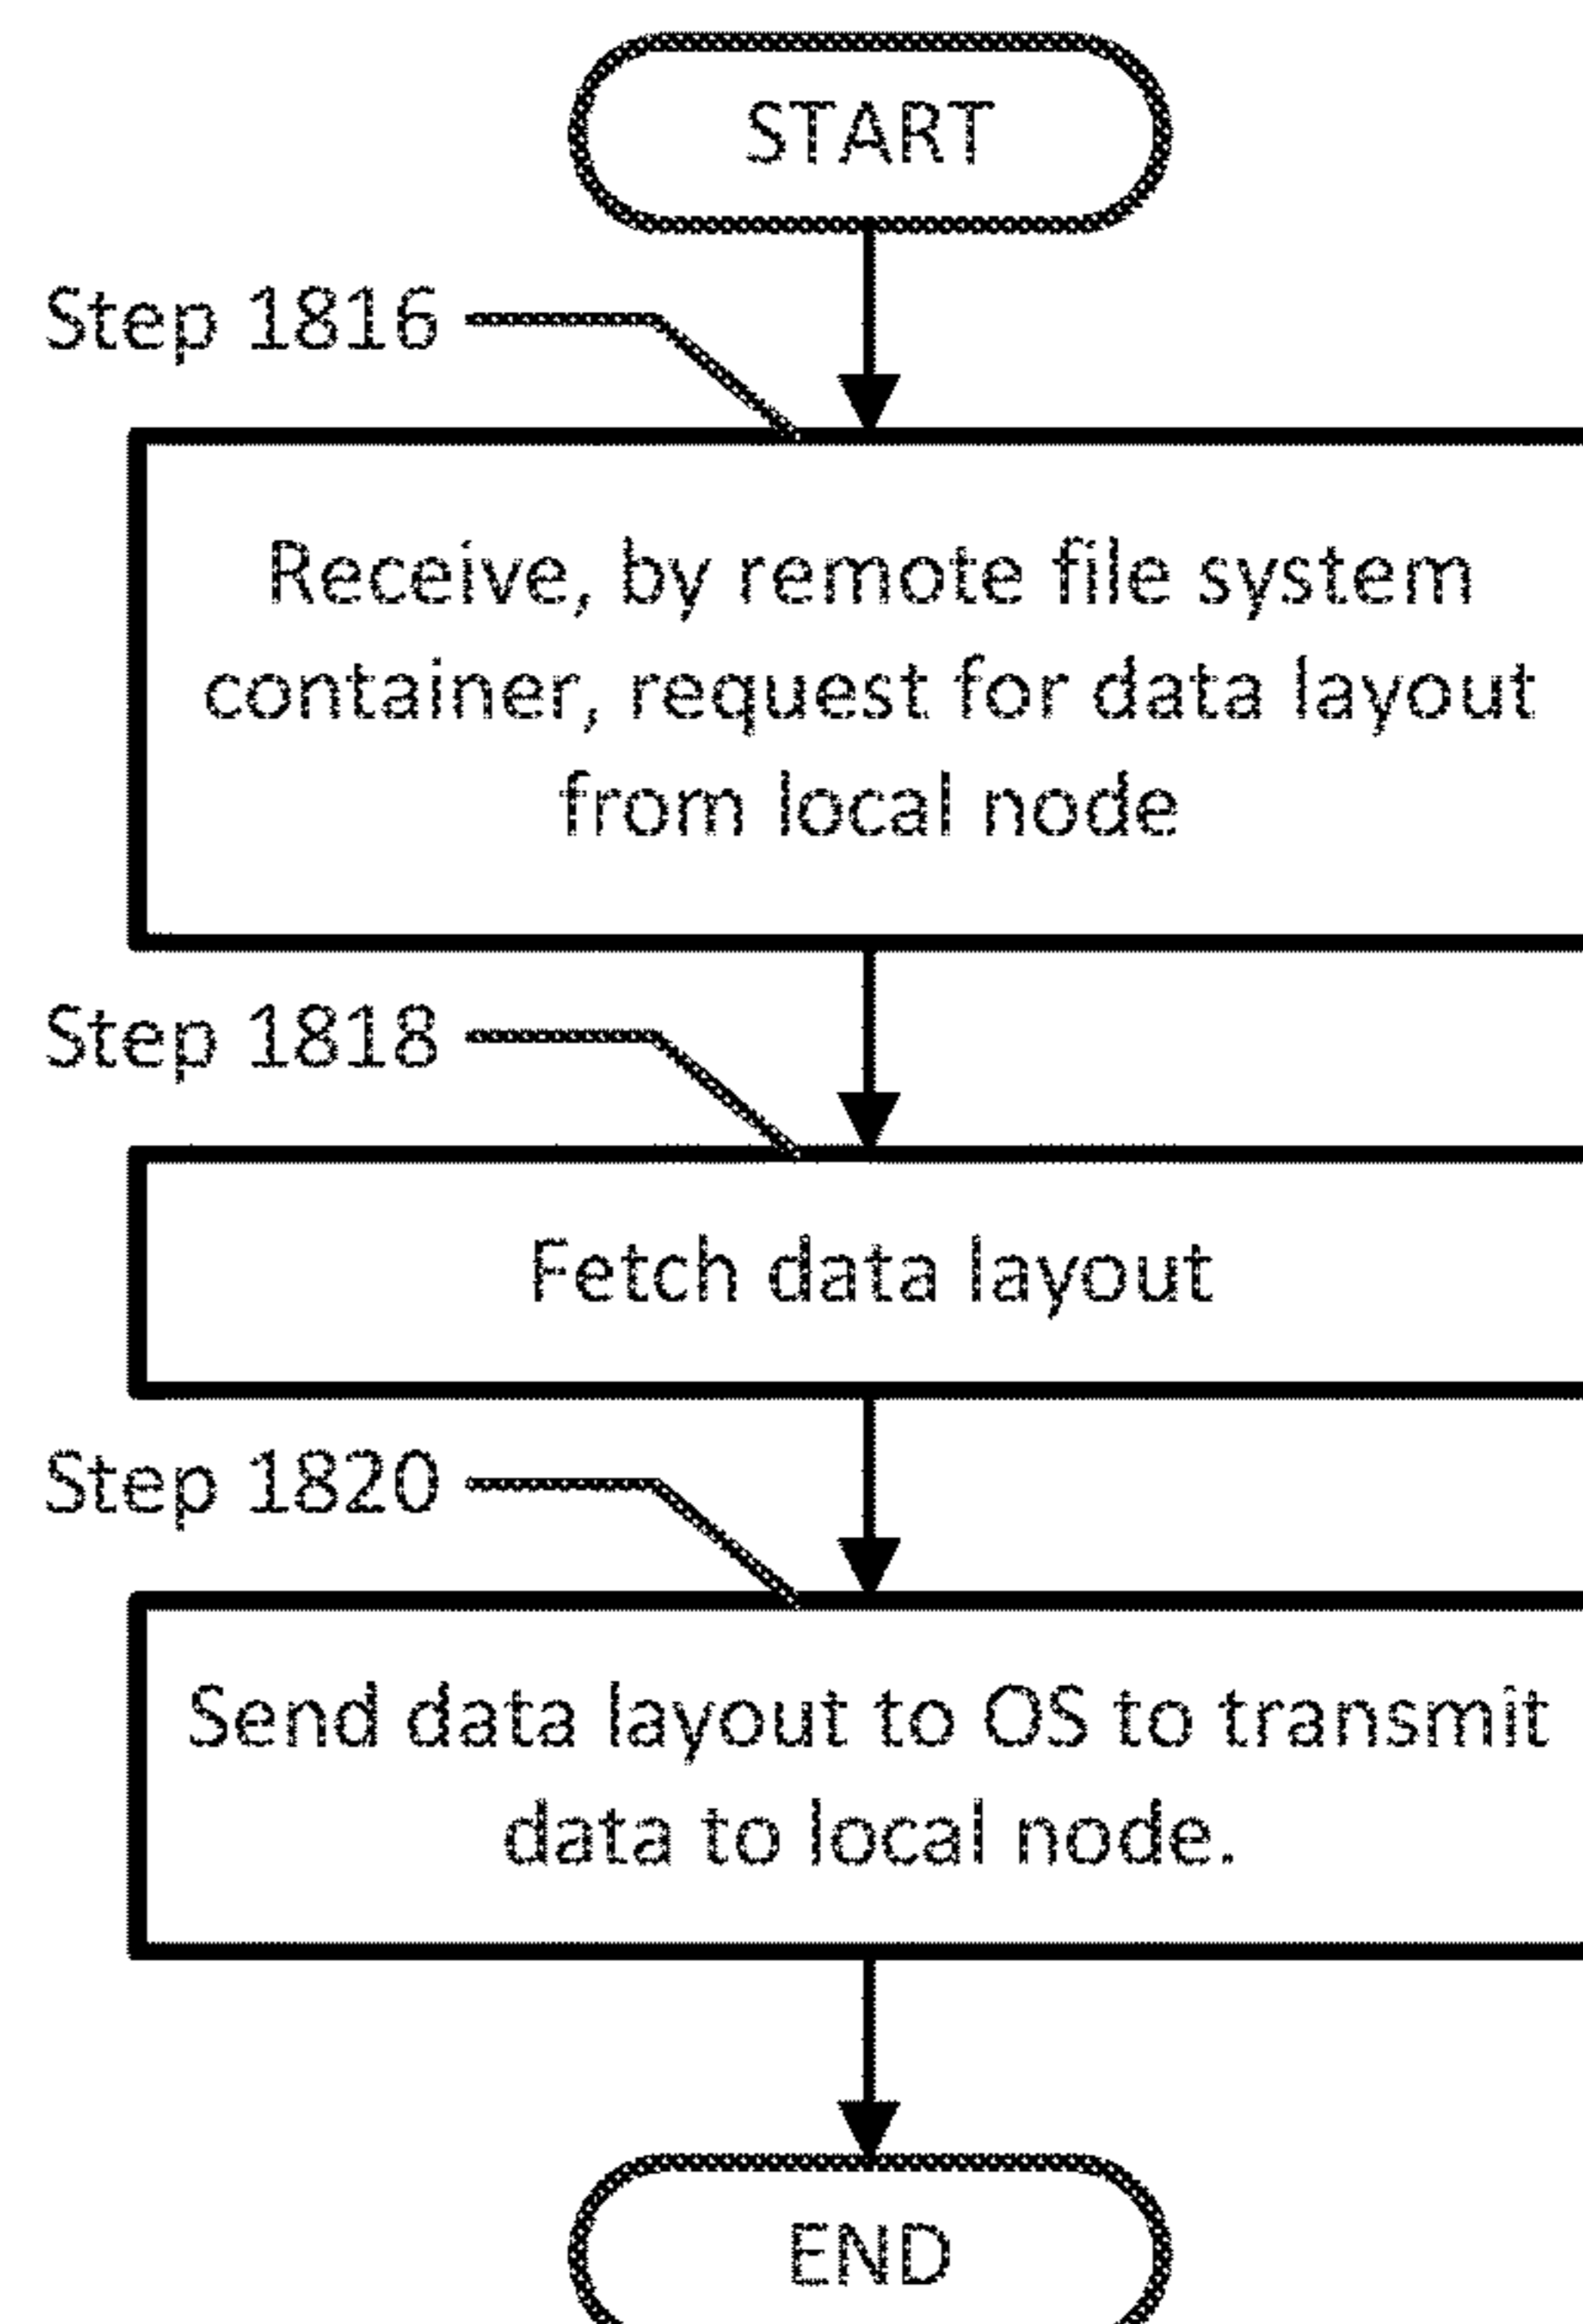 START
Step 1816
Receive, by remote file system
container, request for data layout
from local node
Step 1818
Fetch data layout
Step 1820
Send data layout to OS to transmit
data to local node.
END